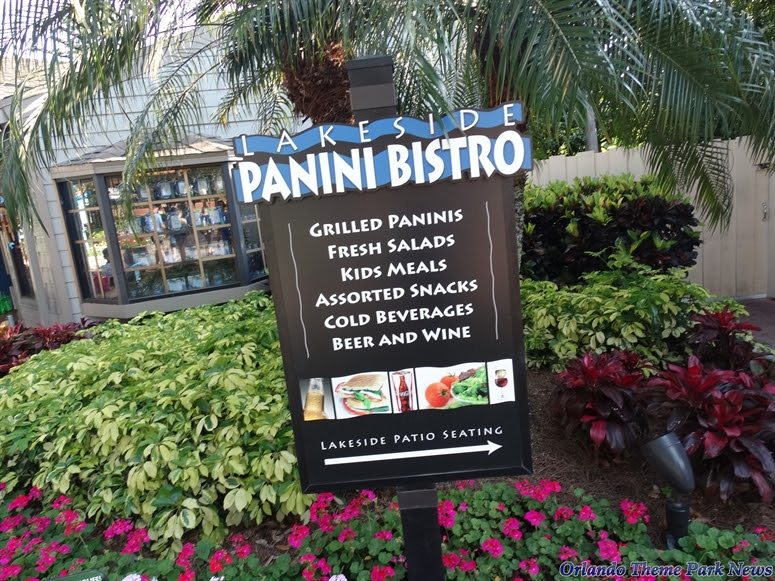 LAKESIDE
PANINI BISTRO
GRILLED PANINIS
FRESH SALADS
KIDS MEALS
ASSORTED SNACKS
COLD BEVERAGES
BEER AND WINE
LAKESIDE PATIO SEATING
Orlando Theme Park News